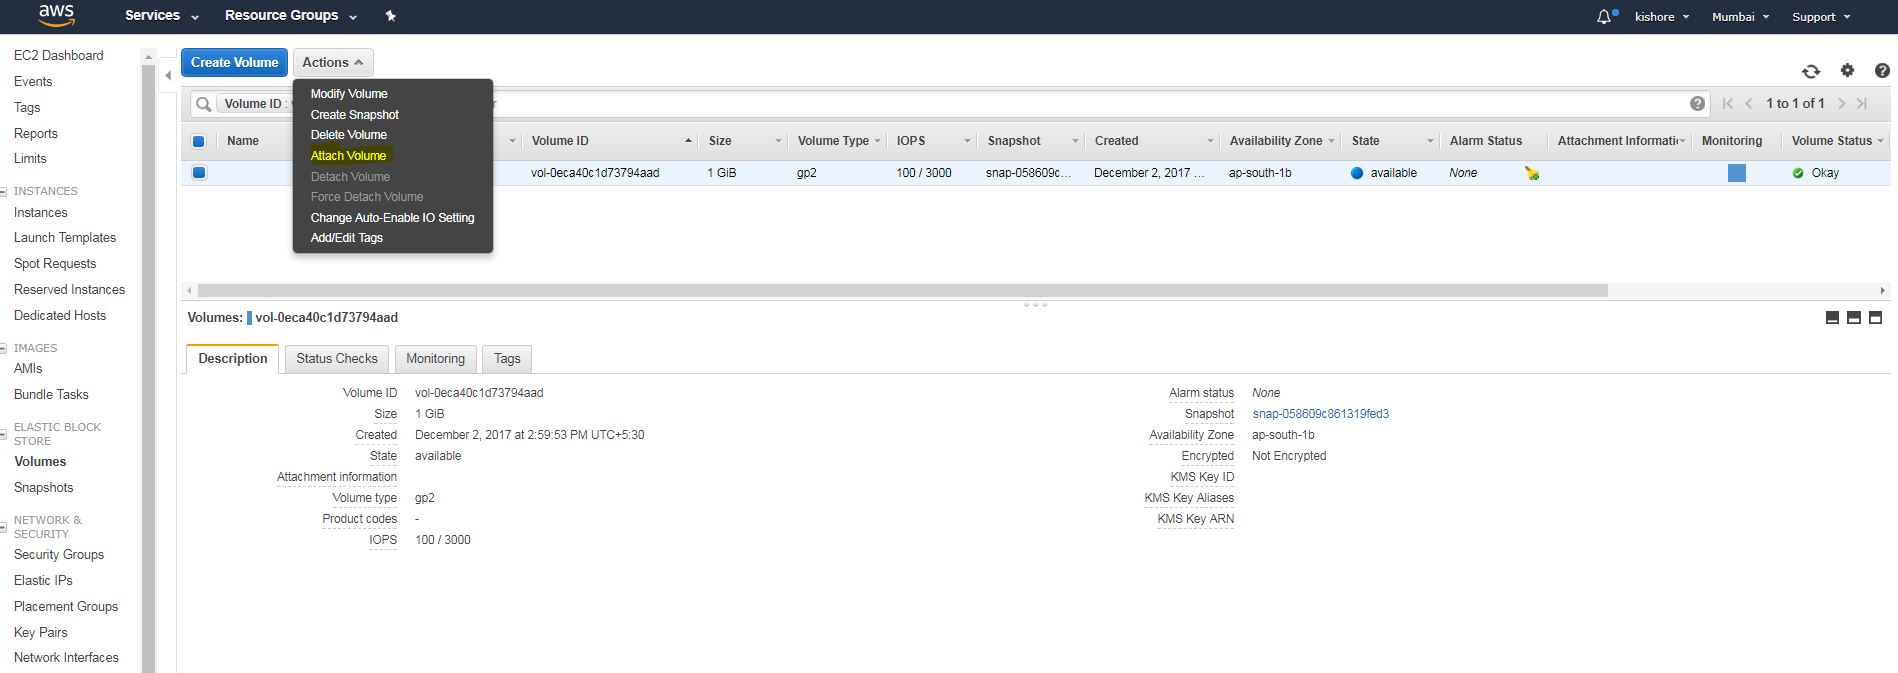 aws Services Resource Groups kishore Mumbai Support
EC2 Dashboard
Events
Tags
Reports
Limits
INSTANCES
Instances
Launch Templates
Spot Requests
Reserved Instances
Dedicated Hosts
IMAGES
AMIs
Bundle Tasks
ELASTIC BLOCK
STORE
Volumes
Snapshots
NETWORK &
SECURITY
Security Groups
Elastic IPs
Placement Groups
Key Pairs
Network Interfaces
Create Volume Actions
Modify Volume
Create Snapshot
Delete Volume
Attach Volume
Detach Volume
Force Detach Volume
Change Auto-Enable IO Setting
Add/Edit Tags
Volume ID : 1 to 1 of 1
Name Volume ID Size Volume Type IOPS Snapshot Created Availability Zone State Alarm Status Attachment Informati Monitoring Volume Status
vol-0eca40c1d73794aad 1 GiB gp2 100 / 3000 snap-058609c... December 2, 2017 ... ap-south-1b available None Okay
Volumes: vol-0eca40c1d73794aad
Description Status Checks Monitoring Tags
Volume ID vol-0eca40c1d73794aad
Size 1 GiB
Created December 2, 2017 at 2:59:53 PM UTC+5:30
State available
Attachment information
Volume type gp2
Product codes -
IOPS 100 / 3000
Alarm status None
Snapshot snap-058609c861319fed3
Availability Zone ap-south-1b
Encrypted Not Encrypted
KMS Key ID
KMS Key Aliases
KMS Key ARN